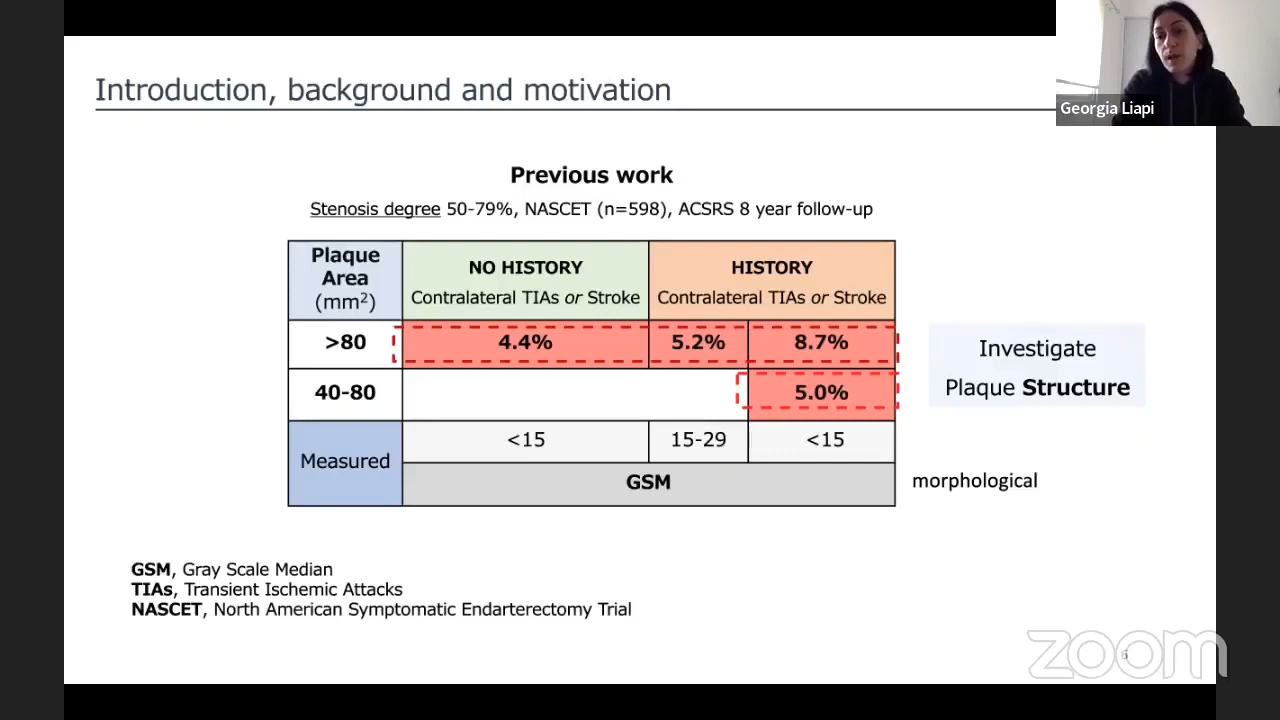 Introduction, background and motivation
Georgia Liapi
Previous work
Stenosis degree 50-79%, NASCET (n=598), ACSRS 8 year follow-up
Plaque Area (mm²)
NO HISTORY
Contralateral TIAs or Stroke
HISTORY
Contralateral TIAs or Stroke
>80 4.4% 5.2% 8.7%
40-80 5.0%
Measured <15 15-29 <15
GSM
morphological
Investigate
Plaque Structure
GSM, Gray Scale Median
TIAs, Transient Ischemic Attacks
NASCET, North American Symptomatic Endarterectomy Trial
zoom
6